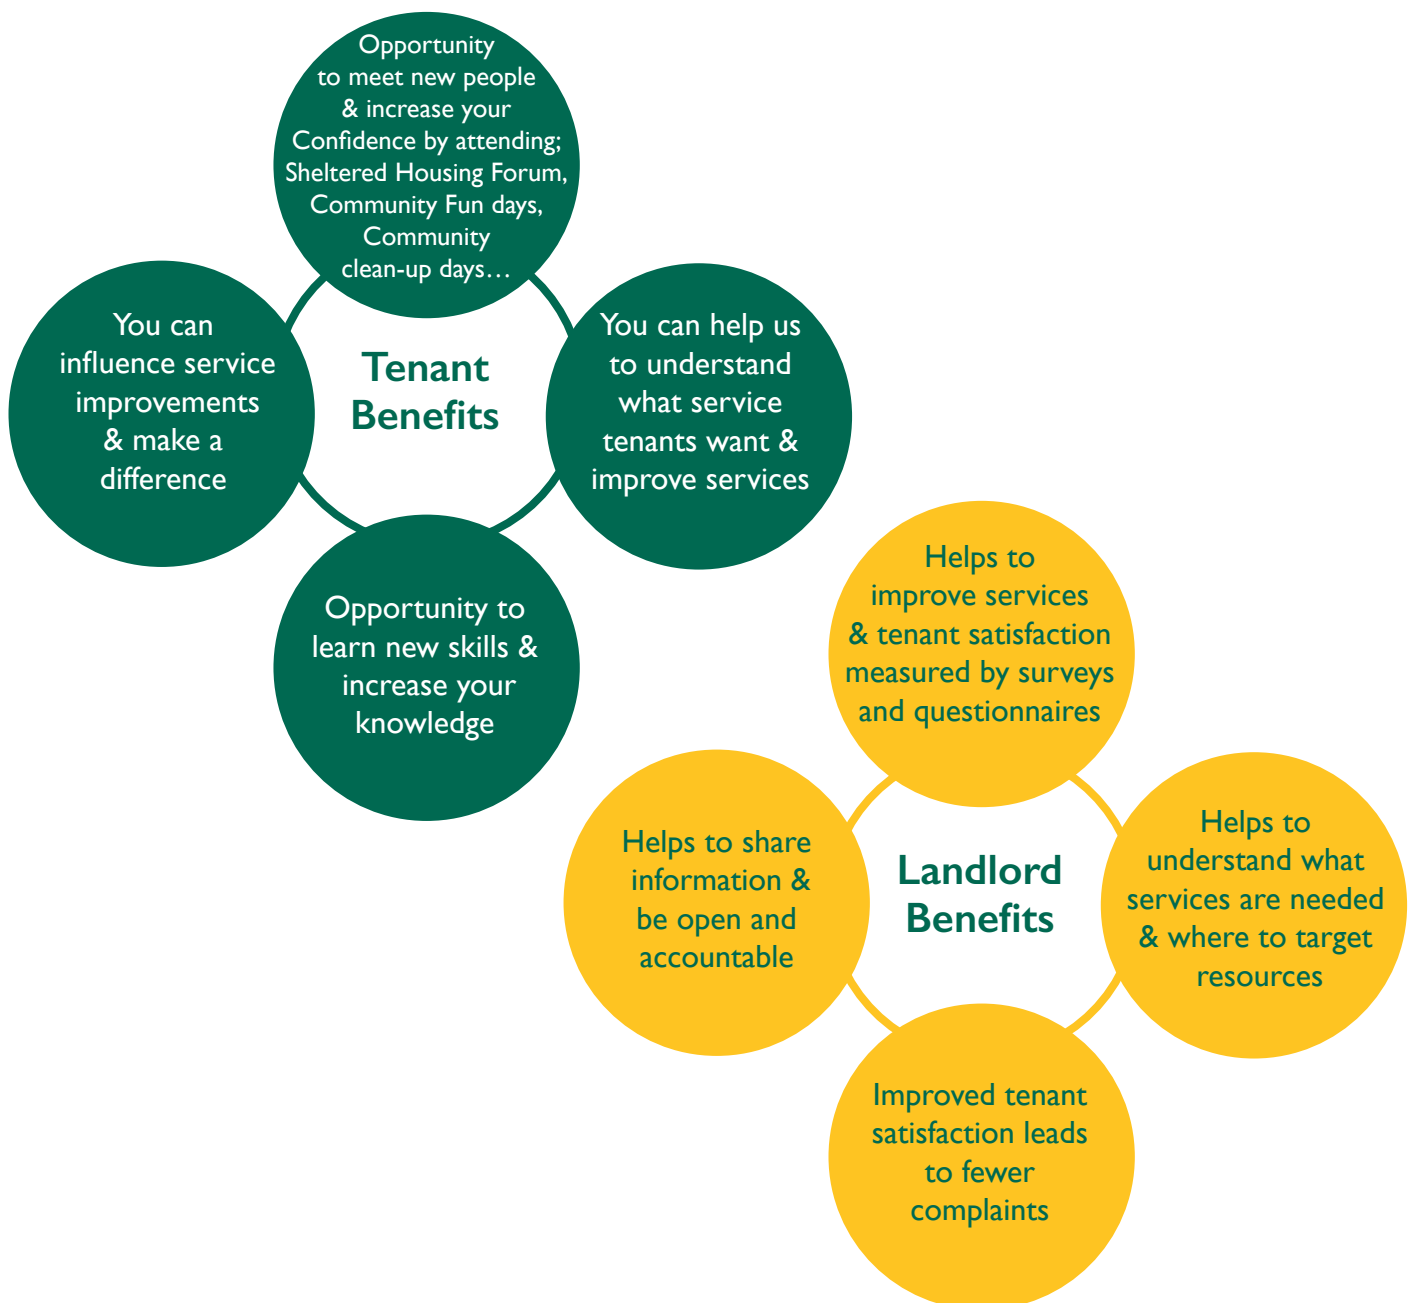 Opportunity
to meet new people
& increase your
Confidence by attending;
Sheltered Housing Forum,
Community Fun days,
Community
clean-up days…
You can
influence service
improvements
& make a
difference
Tenant
Benefits
You can help us
to understand
what service
tenants want &
improve services
Opportunity to
learn new skills &
increase your
knowledge
Helps to
improve services
& tenant satisfaction
measured by surveys
and questionnaires
Helps to share
information &
be open and
accountable
Landlord
Benefits
Helps to
understand what
services are needed
& where to target
resources
Improved tenant
satisfaction leads
to fewer
complaints